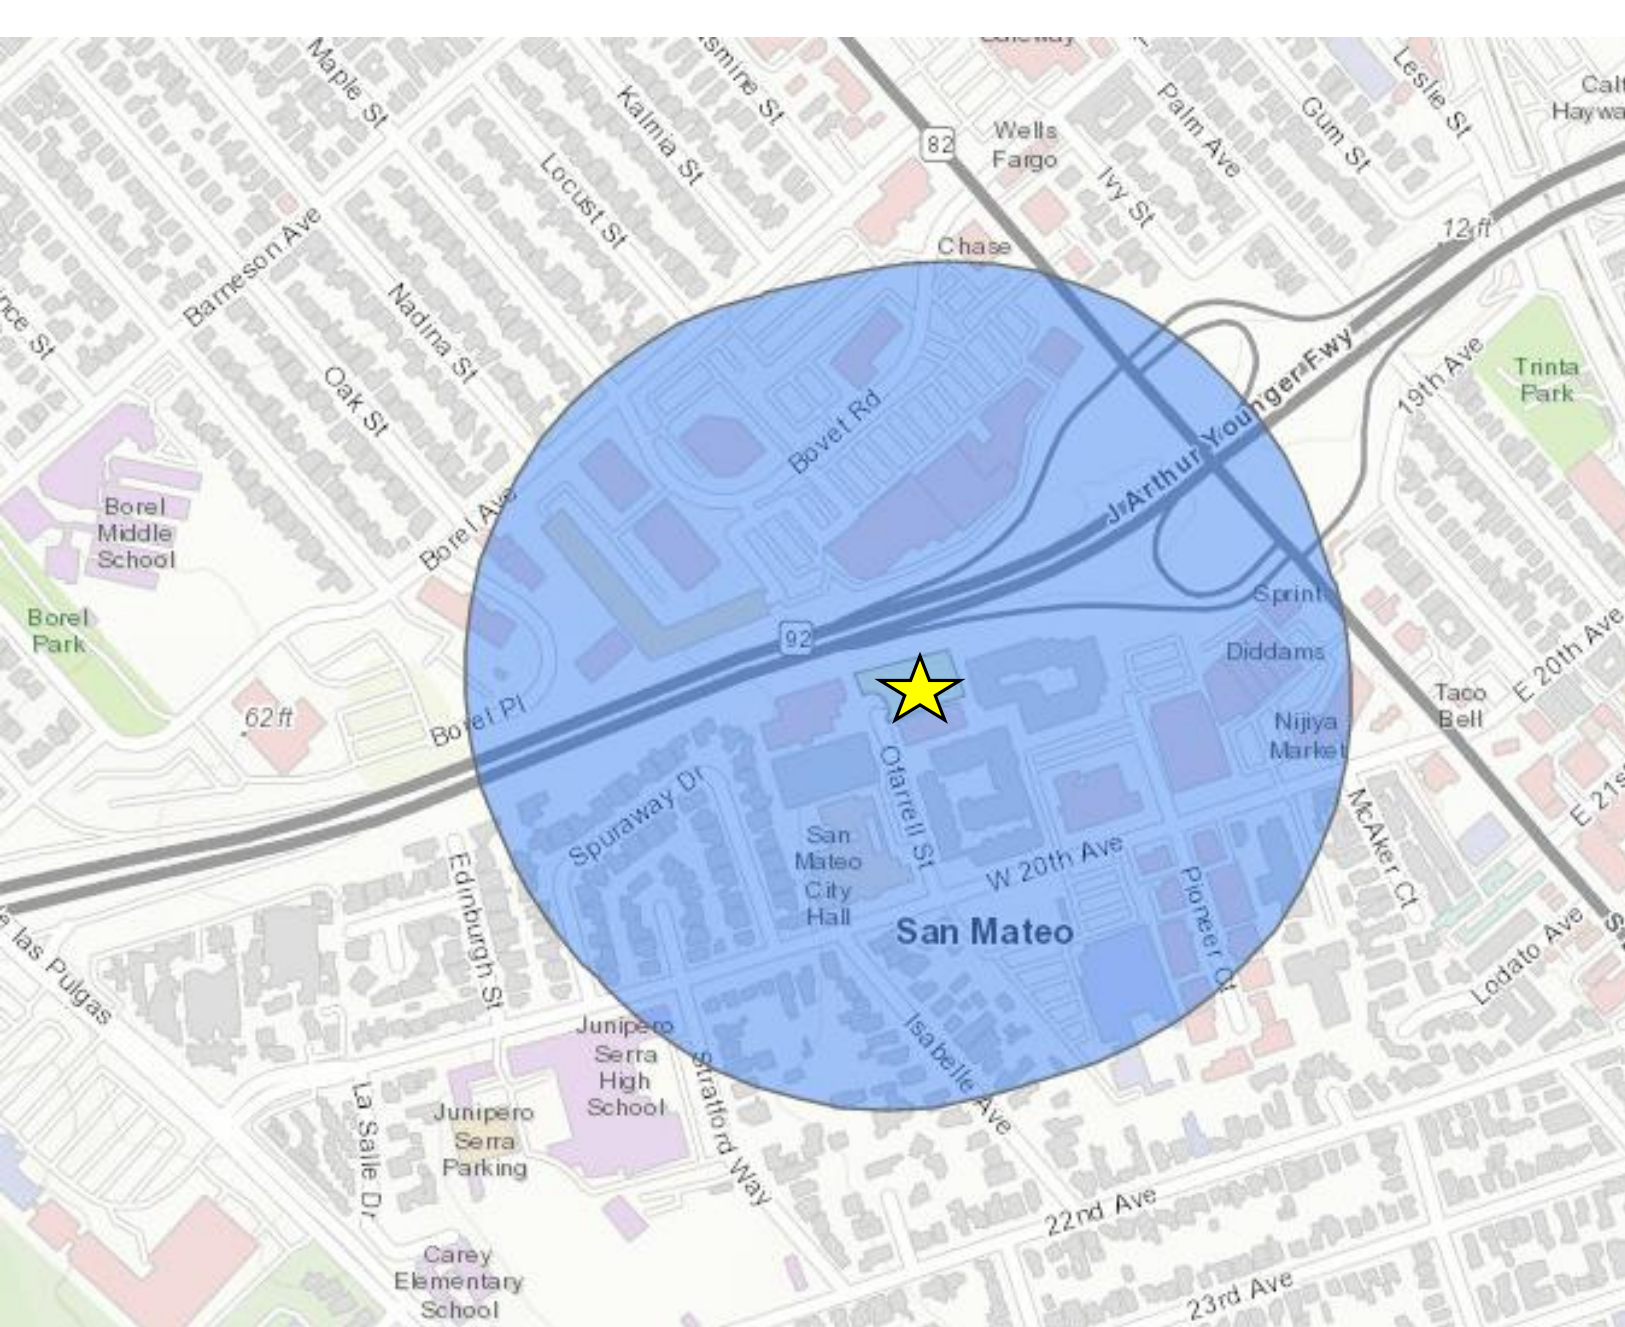 Maple St
Kalmia St
Locust St
82
Wells
Fargo
Palm Ave
Gum St
Leslie St
Ivy St
12 ft
Chase
Barneson Ave
Nadina St
Oak St
Bovet Rd
J Arthur Younger Fwy
19th Ave
Trinta
Park
Borel
Middle
School
Borel Ave
Borel
Park
92
Sprint
Diddams
E 20th Ave
Taco
Bell
Nijiya
Market
62 ft
Borel Pl
Spuraway Dr
Ofarrell St
San
Mateo
City
Hall
W 20th Ave
San Mateo
Pioneer Ct
McAker Ct
Lodato Ave
Edinburgh St
las Pulgas
Junipero
Serra
High
School
Isabelle Ave
Stratford Way
La Salle Dr
Junipero
Serra
Parking
22nd Ave
23rd Ave
Carey
Elementary
School